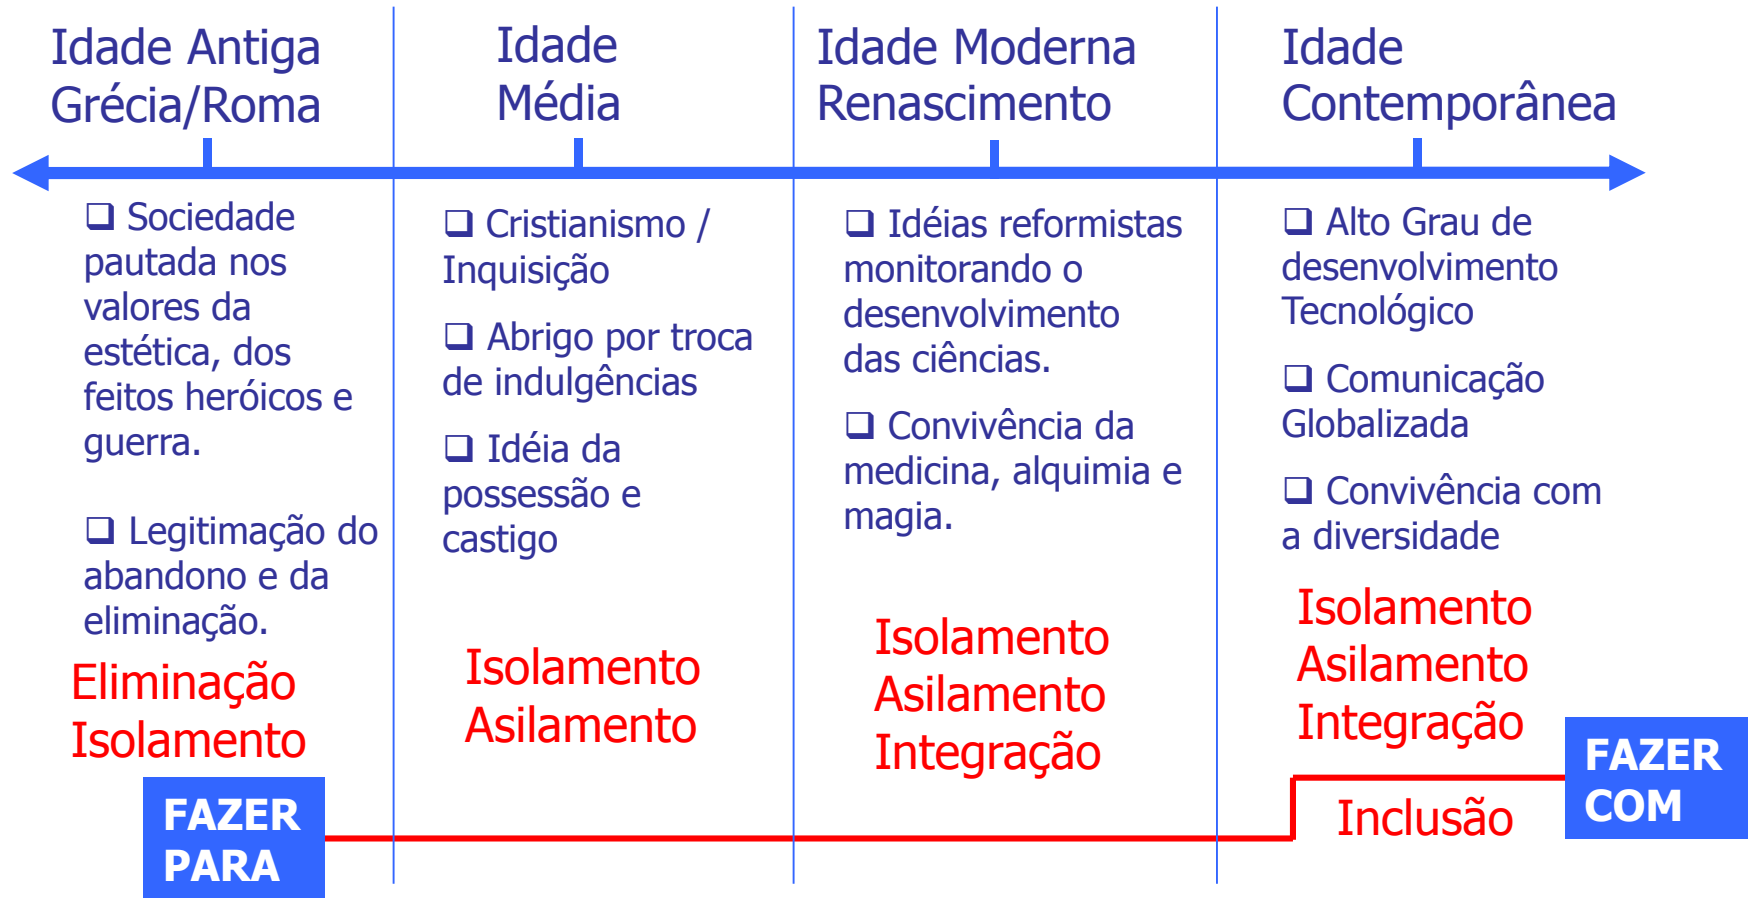 Idade Antiga
Grécia/Roma
❑ Sociedade
pautada nos
valores da
estética, dos
feitos heróicos e
guerra.
❑ Legitimação do
abandono e da
eliminação.
Eliminação
Isolamento
FAZER
PARA
Idade
Média
❑ Cristianismo /
Inquisição
❑ Abrigo por troca
de indulgências
❑ Idéia da
possessão e
castigo
Isolamento
Asilamento
Idade Moderna
Renascimento
❑ Idéias reformistas
monitorando o
desenvolvimento
das ciências.
❑ Convivência da
medicina, alquimia e
magia.
Isolamento
Asilamento
Integração
Idade
Contemporânea
❑ Alto Grau de
desenvolvimento
Tecnológico
❑ Comunicação
Globalizada
❑ Convivência com
a diversidade
Isolamento
Asilamento
Integração
Inclusão
FAZER
COM